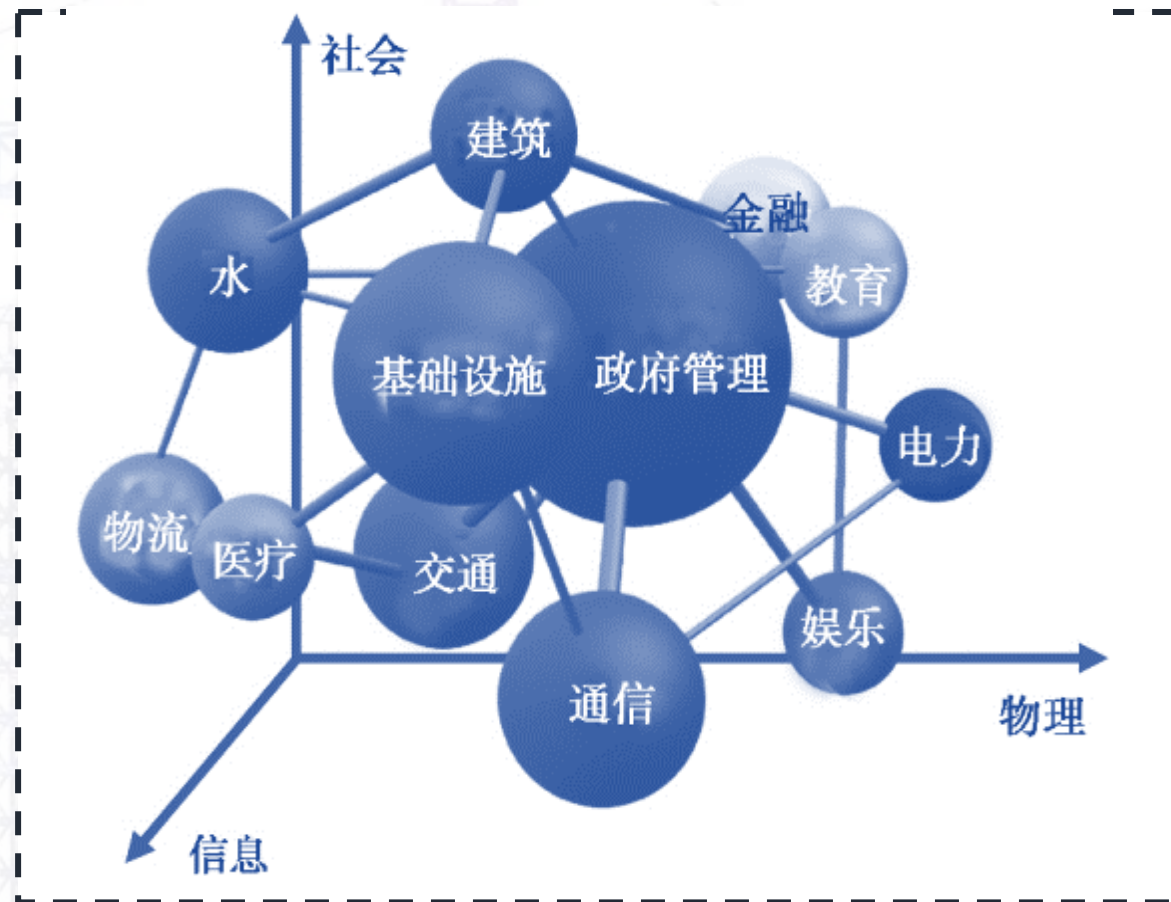 社会
建筑
金融
水
教育
基础设施
政府管理
电力
物流
医疗
交通
娱乐
通信
物理
信息